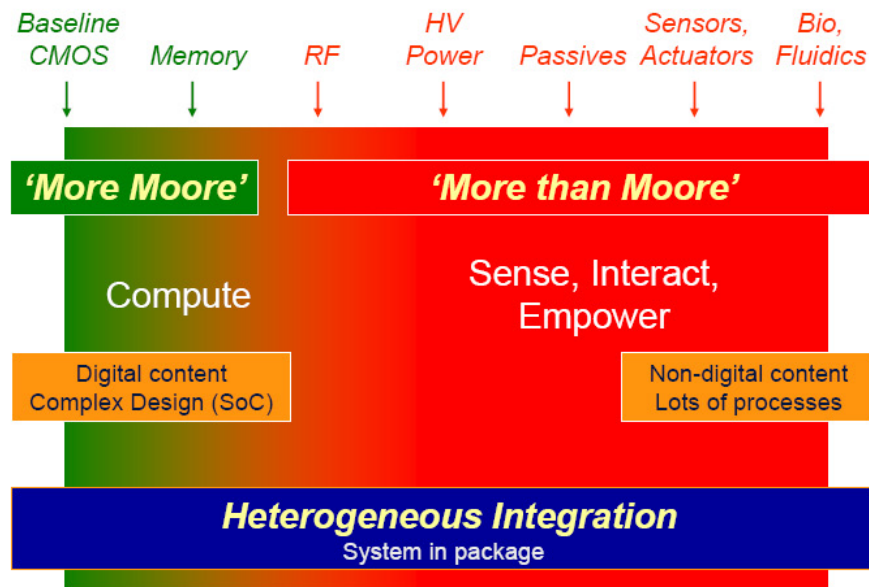 Baseline
CMOS
Memory
RF
HV
Power
Passives
Sensors,
Actuators
Bio,
Fluidics
‘More Moore’
‘More than Moore’
Compute
Sense, Interact,
Empower
Digital content
Complex Design (SoC)
Non-digital content
Lots of processes
Heterogeneous Integration
System in package